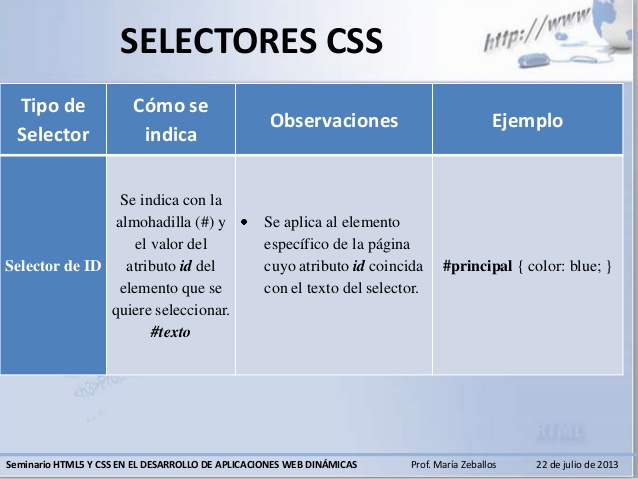 SELECTORES CSS
http://www
Tipo de
Selector
Cómo se
indica
Observaciones
Ejemplo
Selector de ID
Se indica con la
almohadilla (#) y
el valor del
atributo id del
elemento que se
quiere seleccionar.
#texto
• Se aplica al elemento
específico de la página
cuyo atributo id coincida
con el texto del selector.
#principal { color: blue; }
HTML
Seminario HTML5 Y CSS EN EL DESARROLLO DE APLICACIONES WEB DINÁMICAS
Prof. María Zeballos
22 de julio de 2013